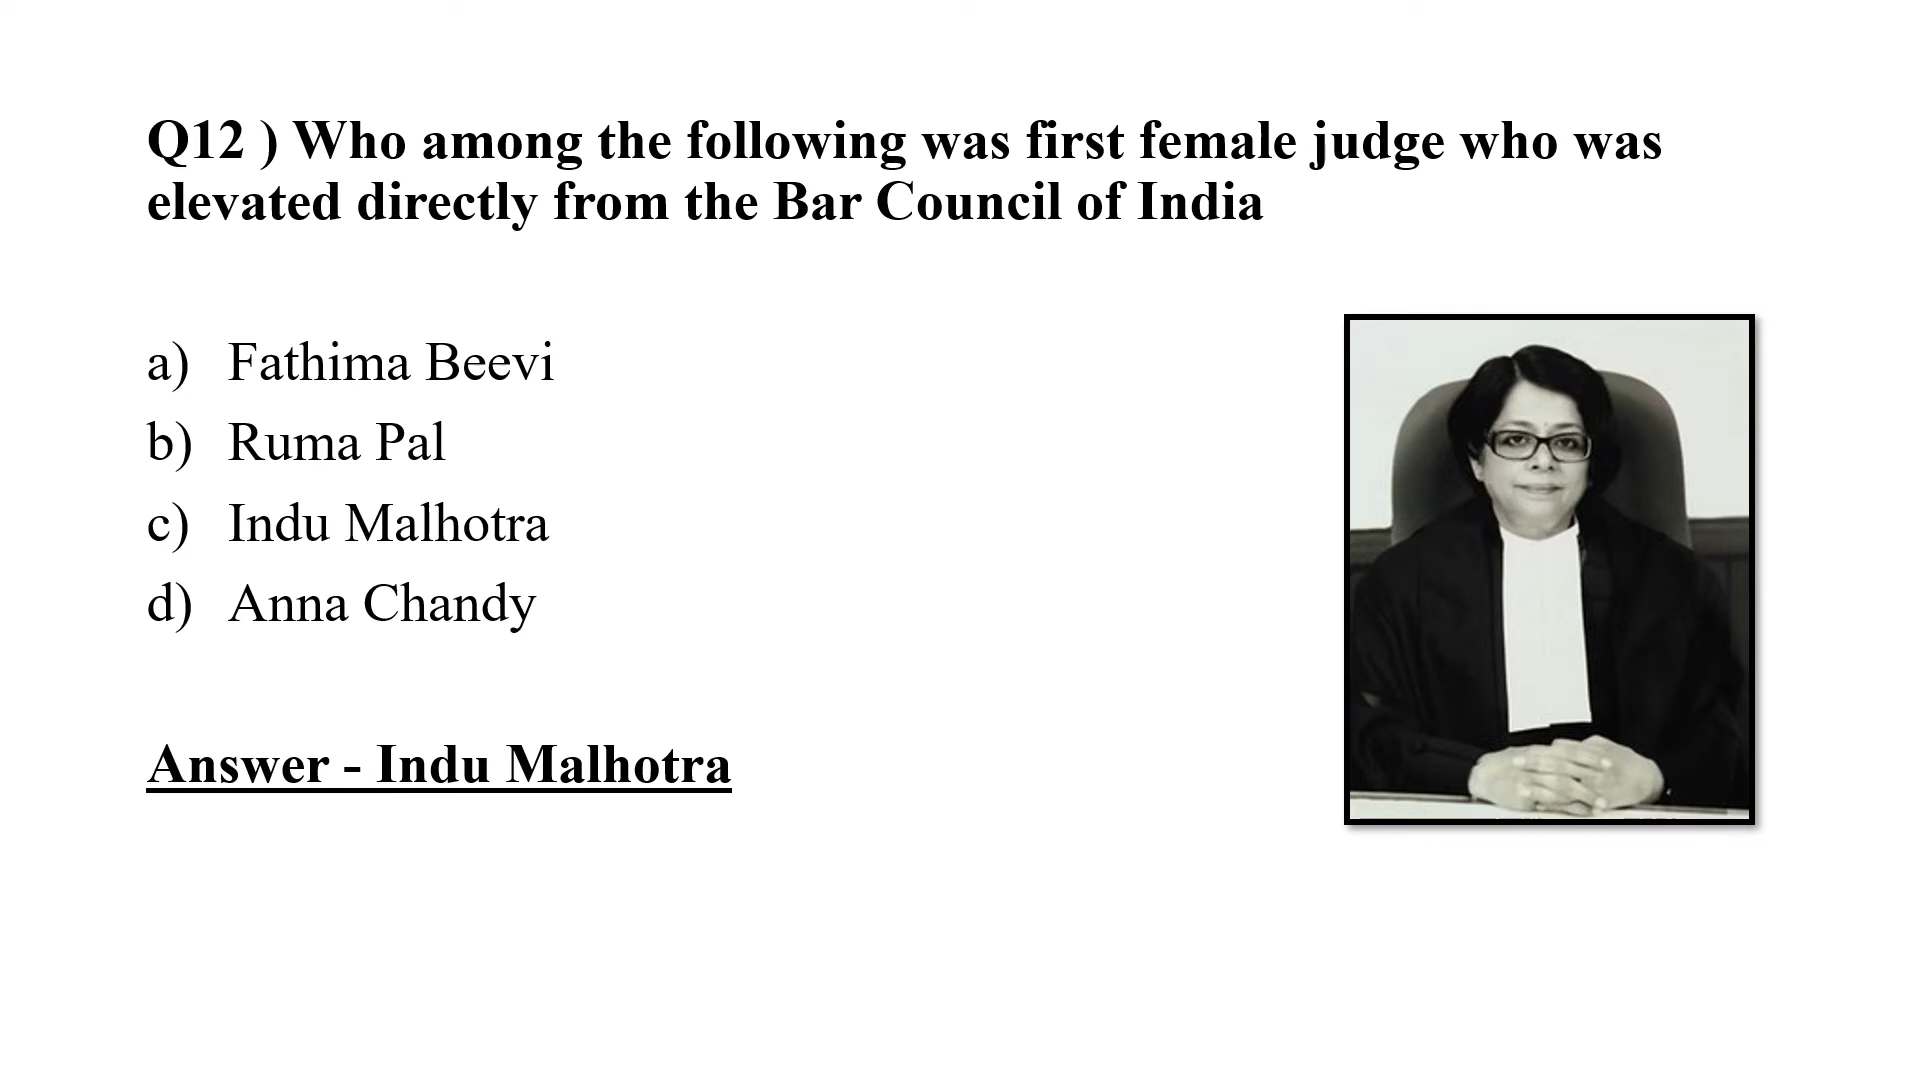 Q12 ) Who among the following was first female judge who was
elevated directly from the Bar Council of India
a) Fathima Beevi
b) Ruma Pal
c) Indu Malhotra
d) Anna Chandy
Answer - Indu Malhotra